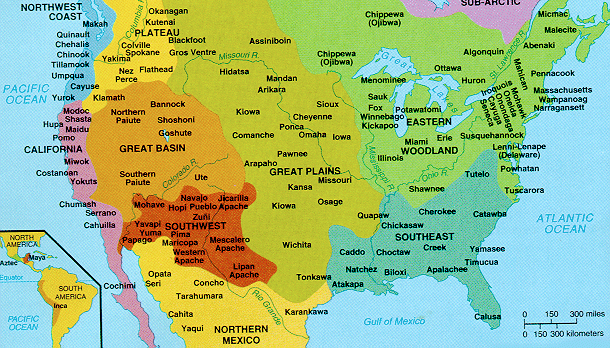 SUB-ARCTIC
NORTHWEST
COAST
Makah
Quinault
Chehalis
Chinook
Tillamook
Umpqua
Yurok
Okanagan
Kutenai
PLATEAU
Columbia R.
Colville
Spokane
Yakima
Nez
Perce
Flathead
Cayuse
Klamath
Blackfoot
Gros Ventre
Assiniboin
Missouri R.
Hidatsa
Mandan
Arikara
Chippewa
(Ojibwa)
Chippewa
(Ojibwa)
Great Lakes
Menominee
Ottawa
Algonquin
Huron
St. Lawrence R.
Micmac
Malecite
Abenaki
Pennacook
Massachusetts
Wampanoag
Narragansett
Mahican
Mohawk
Oneida
Onondaga
Cayuga
Seneca
Iroquois
Susquehannock
Lenni-Lenape
(Delaware)
Powhatan
Tuscarora
Tutelo
PACIFIC
OCEAN
Modoc
Shasta
Hupa
Maidu
Pomo
CALIFORNIA
Miwok
Costanoan
Yokuts
Chumash
Serrano
Cahuilla
Bannock
Northern
Paiute
Shoshoni
Goshute
GREAT BASIN
Southern
Paiute
Ute
Colorado R.
Kiowa
Sioux
Cheyenne
Ponca
Comanche
Omaha
Iowa
Pawnee
Arapaho
GREAT PLAINS
Kansa
Missouri
Kiowa
Osage
Wichita
Sauk
Fox
Winnebago
Kickapoo
Potawatomi
EASTERN
WOODLAND
Miami
Erie
Illinois
Mississippi R.
Ohio R.
Shawnee
Mohave
Navajo
Hopi
Pueblo
Zuñi
Jicarilla
Apache
Yavapi
Yuma
Papago
SOUTHWEST
Pima
Maricopa
Western
Apache
Mescalero
Apache
Lipan
Apache
Quapaw
Chickasaw
Cherokee
Catawba
SOUTHEAST
Caddo
Choctaw
Creek
Yamasee
Timucua
Natchez
Biloxi
Apalachee
Atakapa
Calusa
ATLANTIC
OCEAN
Tonkawa
Karankawa
Gulf of Mexico
Rio Grande
Cochimi
Opata
Seri
Concho
Tarahumara
Cahita
Yaqui
NORTHERN
MEXICO
NORTH
AMERICA
Aztec
Maya
Equator
SOUTH
AMERICA
Inca
PACIFIC
OCEAN
0 150 300 miles
0 150 300 kilometers